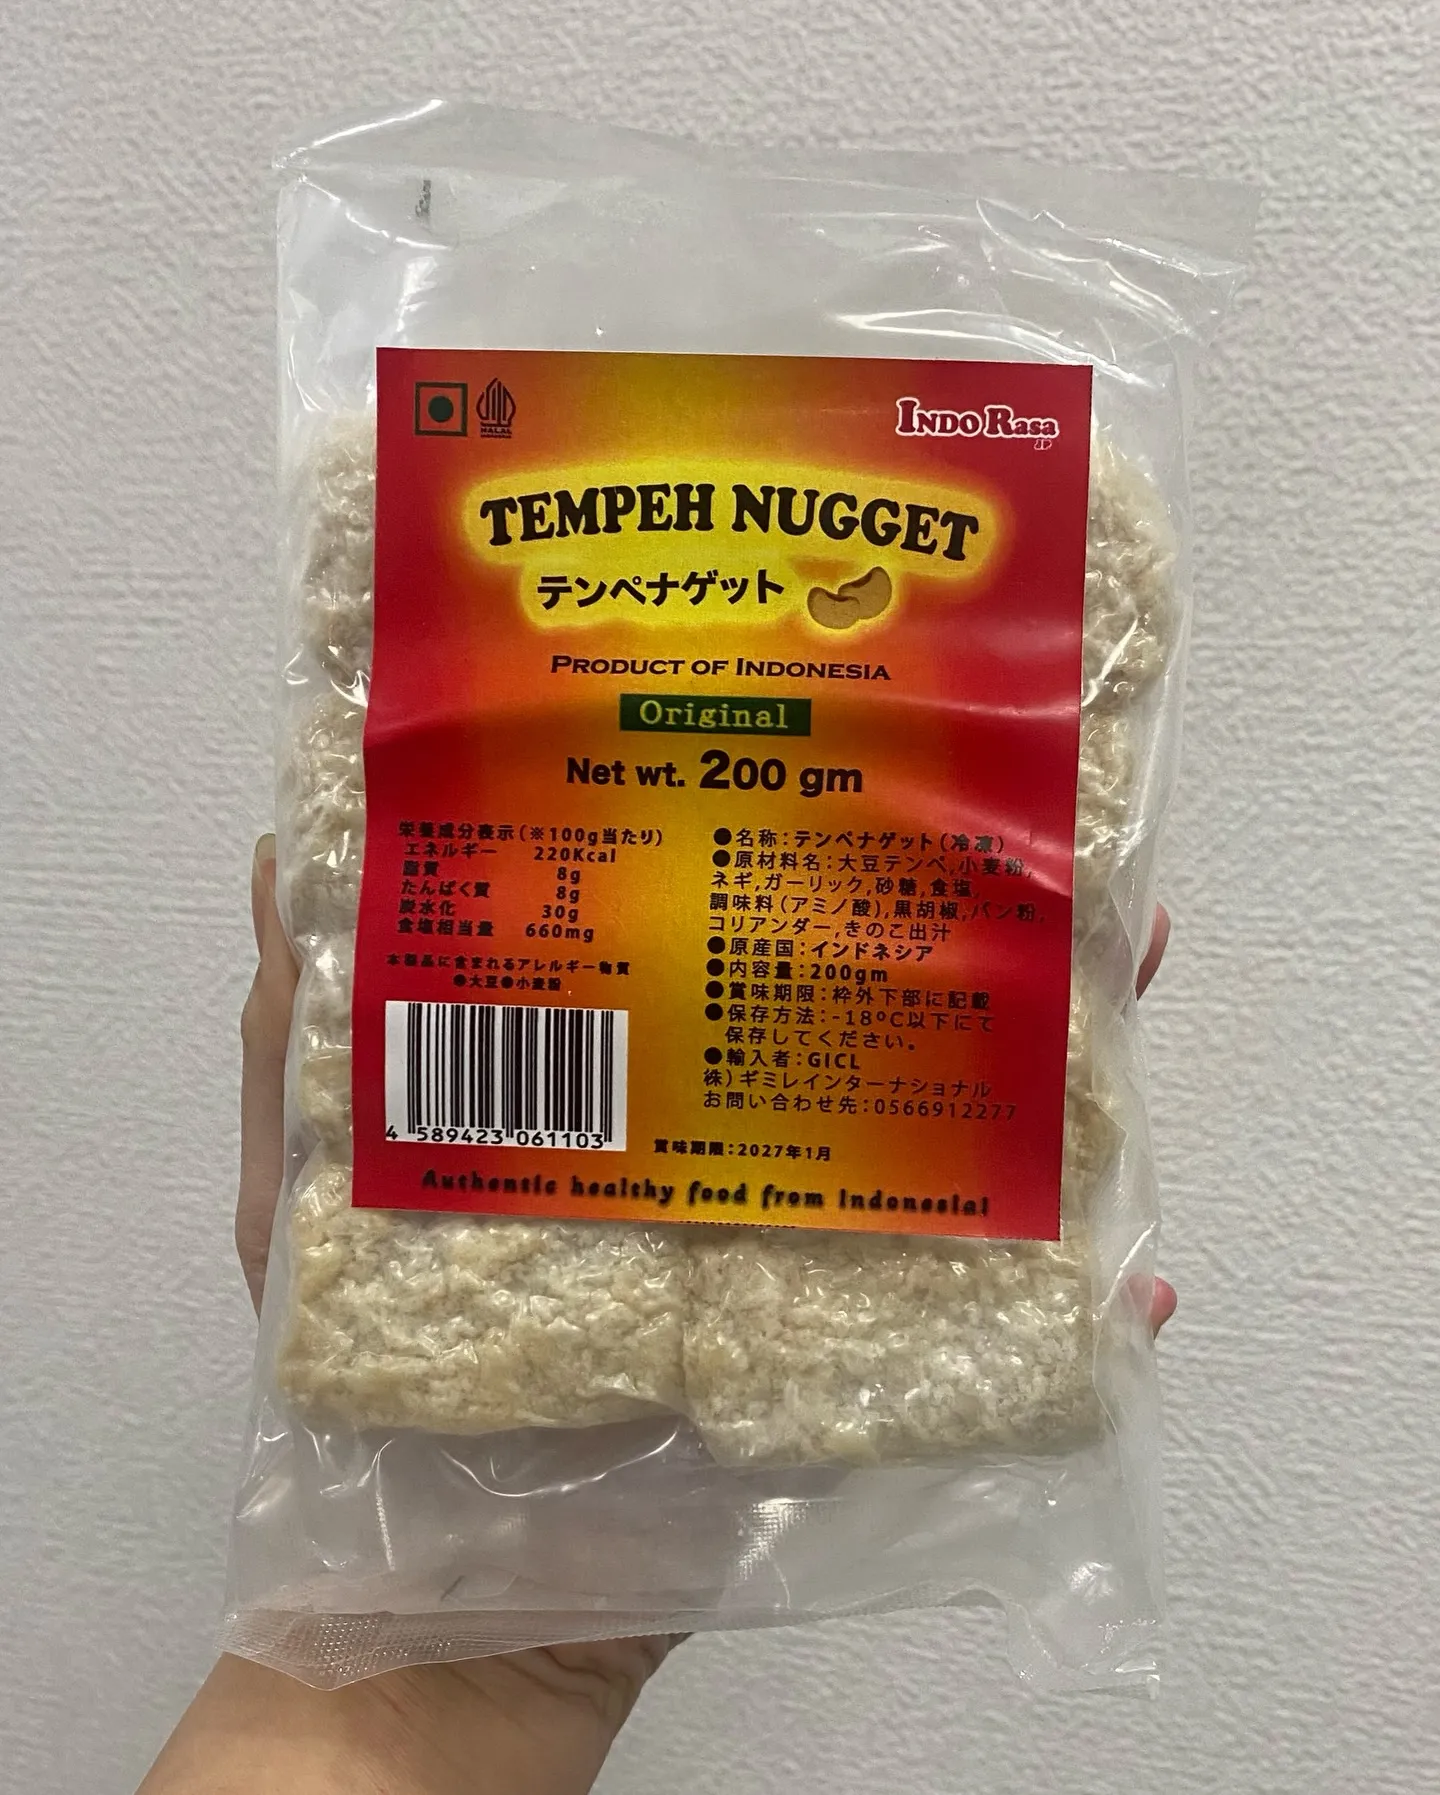 HALAL
INDONESIA
INDO Rasa
JP
TEMPEH NUGGET
テンペナゲット
PRODUCT OF INDONESIA
Original
Net wt. 200 gm
栄養成分表示(※100g当たり)
エネルギー 220Kcal
脂質 8g
たんぱく質 8g
炭水化 30g
食塩相当量 660mg
本製品に含まれるアレルギー物質
●大豆●小麦粉
4 589423 061103
●名称:テンペナゲット(冷凍)
●原材料名:大豆テンペ,小麦粉,
ネギ,ガーリック,砂糖,食塩,
調味料(アミノ酸),黒胡椒,パン粉,
コリアンダー,きのこ出汁
●原産国:インドネシア
●内容量:200gm
●賞味期限:枠外下部に記載
●保存方法:-18ºC以下にて
保存してください。
●輸入者:GICL
株)ギミレインターナショナル
お問い合わせ先:0566912277
賞味期限:2027年1月
Authentic healthy food from Indonesia!